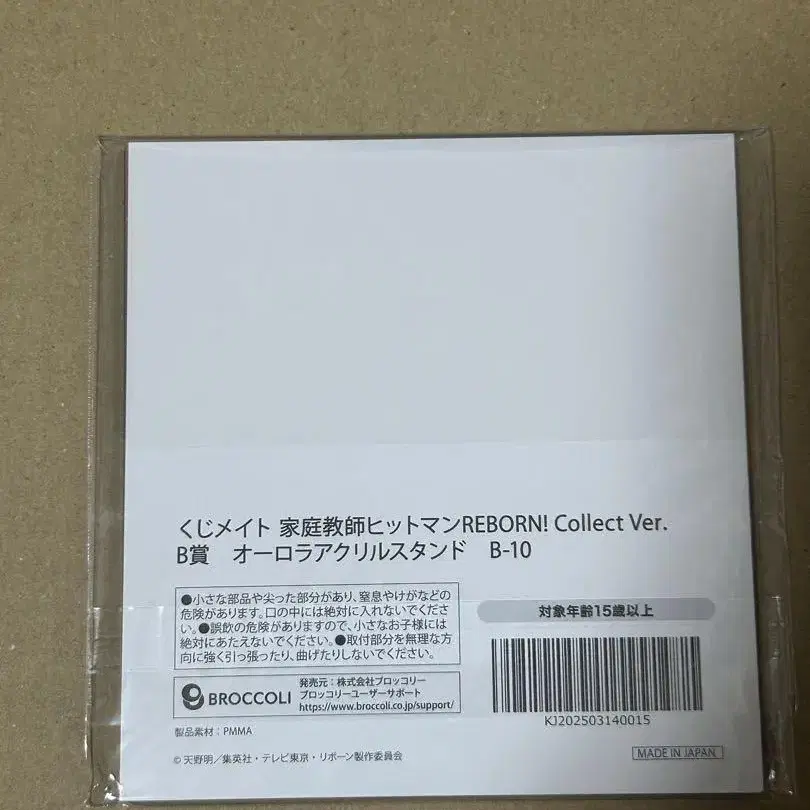 くじメイト 家庭教師ヒットマンREBORN! Collect Ver.
B賞　オーロラアクリルスタンド　B-10
●小さな部品や尖った部分があり、窒息やけがなどの
危険があります。口の中には絶対に入れないでくださ
い。●誤飲の危険がありますので、小さなお子様には
絶対にあたえないでください。●取付部分を無理な方
向に強く引っ張ったり、曲げたりしないでください。
対象年齢15歳以上
BROCCOLI
発売元：株式会社ブロッコリー
ブロッコリーユーザーサポート
https://www.broccoli.co.jp/support/
KJ202503140015
製品素材：PMMA
©天野明／集英社・テレビ東京・リボーン製作委員会
MADE IN JAPAN